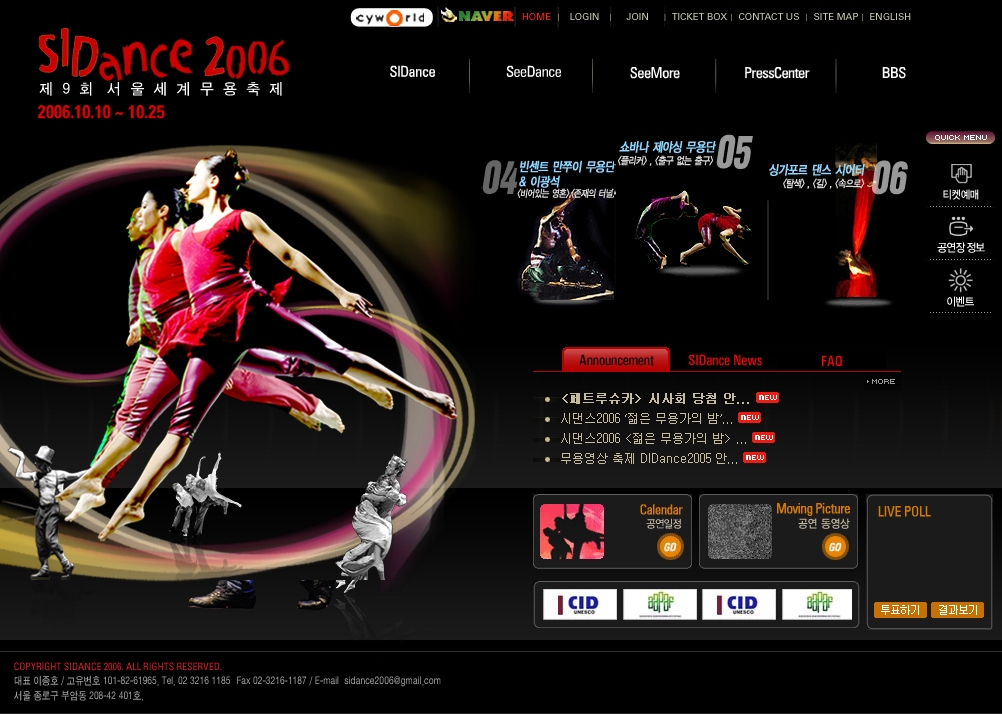 cyworld
NAVER
HOME
LOGIN
JOIN
TICKET BOX
CONTACT US
SITE MAP
ENGLISH
SIDance 2006
제 9 회 서울세계무용축제
2006.10.10 ~ 10.25
SIDance
SeeDance
SeeMore
PressCenter
BBS
04
빈센트 만쯔이 무용단
& 이광석
<비어있는 영혼>,<존재의 터널>
쇼바나 제야싱 무용단
<플리커> , <출구 없는 출구>
05
싱가포르 댄스 시어터
<탐색> , <김> , <속으로>
06
QUICK MENU
티켓예매
공연장 정보
이벤트
Announcement
SIDance News
FAQ
MORE
<페트루슈카> 시사회 당첨 안... NEW
시댄스2006 '젊은 무용가의 밤'... NEW
시댄스2006 <젊은 무용가의 밤> ... NEW
무용영상 축제 DIDance2005 안... NEW
Calendar
공연일정
GO
Moving Picture
공연 동영상
GO
LIVE POLL
투표하기
결과보기
CID
UNESCO
CID
UNESCO
COPYRIGHT SIDANCE 2006. ALL RIGHTS RESERVED.
대표 이종호 / 고유번호 101-82-61965, Tel, 02 3216 1185 Fax 02-3216-1187 / E-mail sidance2006@gmail.com
서울 종로구 부암동 208-42 401호,